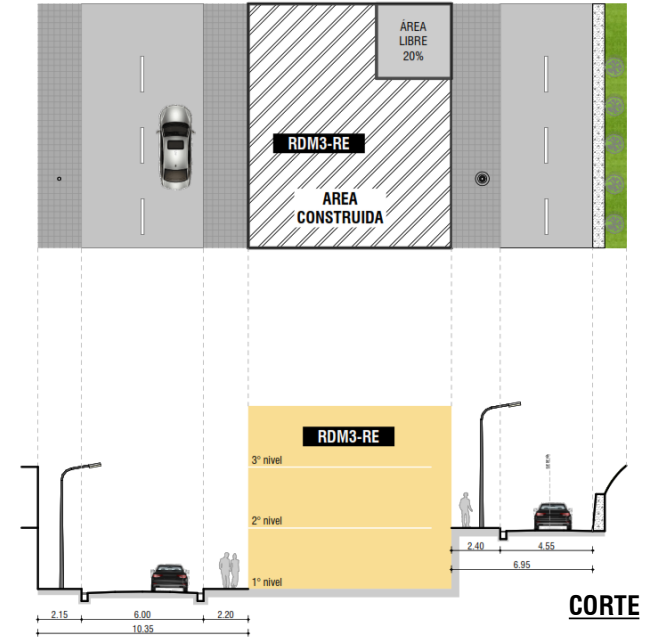 ÁREA
LIBRE
20%
RDM3-RE
AREA
CONSTRUIDA
RDM3-RE
3° nivel
2° nivel
1° nivel
2.40
4.55
6.95
2.15
6.00
2.20
10.35
CORTE